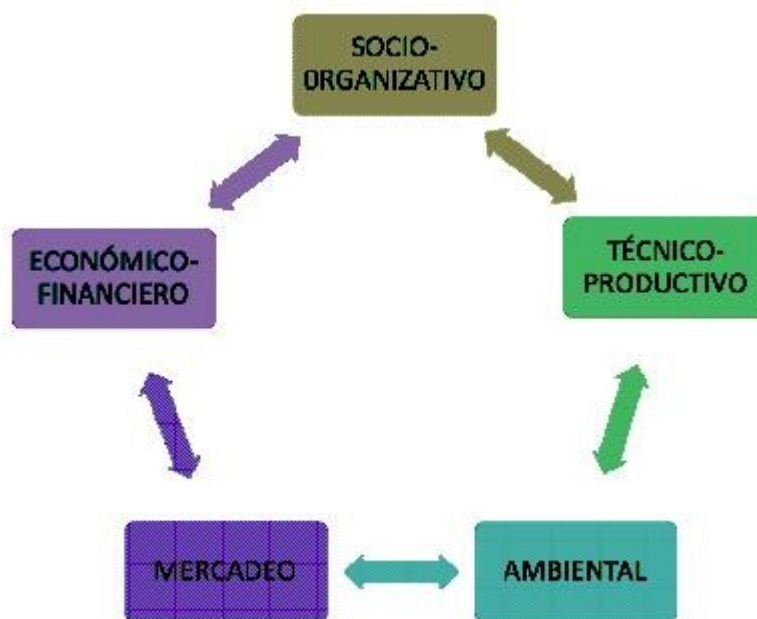 SOCIO-
ORGANIZATIVO
ECONÓMICO-
FINANCIERO
TÉCNICO-
PRODUCTIVO
MERCADEO
AMBIENTAL